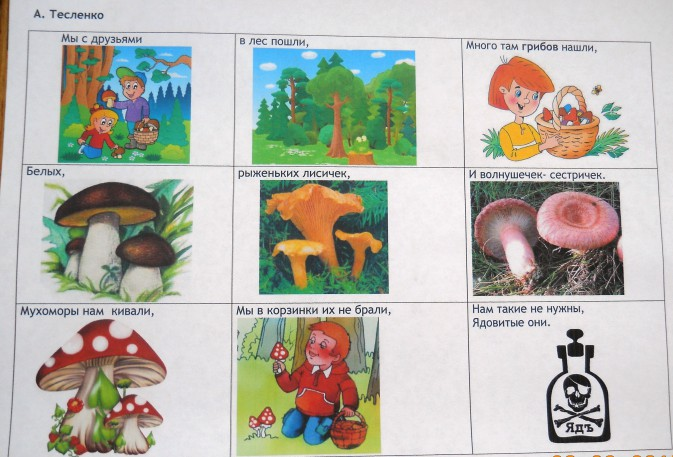 А. Тесленко
Мы с друзьями
в лес пошли,
Много там грибов нашли,
Белых,
рыженьких лисичек,
И волнушечек- сестричек.
Мухоморы нам кивали,
Мы в корзинки их не брали,
Нам такие не нужны,
Ядовитые они.
Ядъ